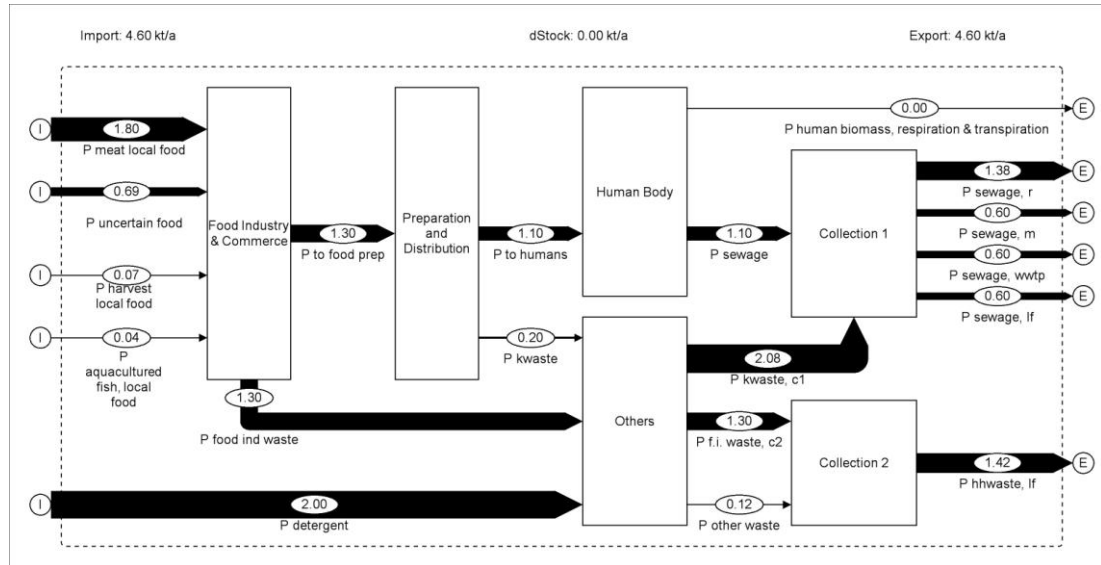 Import: 4.60 kt/a
dStock: 0.00 kt/a
Export: 4.60 kt/a
I
1.80
P meat local food
I
0.69
P uncertain food
I
0.07
P harvest
local food
I
0.04
P
aquacultured
fish, local
food
Food Industry
& Commerce
1.30
P to food prep
1.30
P food ind waste
I
2.00
P detergent
Preparation
and
Distribution
1.10
P to humans
0.20
P kwaste
Human Body
0.00
E
P human biomass, respiration & transpiration
1.10
P sewage
Others
2.08
P kwaste, c1
1.30
P f.i. waste, c2
0.12
P other waste
Collection 1
1.38
E
P sewage, r
0.60
E
P sewage, m
0.60
E
P sewage, wwtp
0.60
E
P sewage, lf
Collection 2
1.42
E
P hhwaste, lf